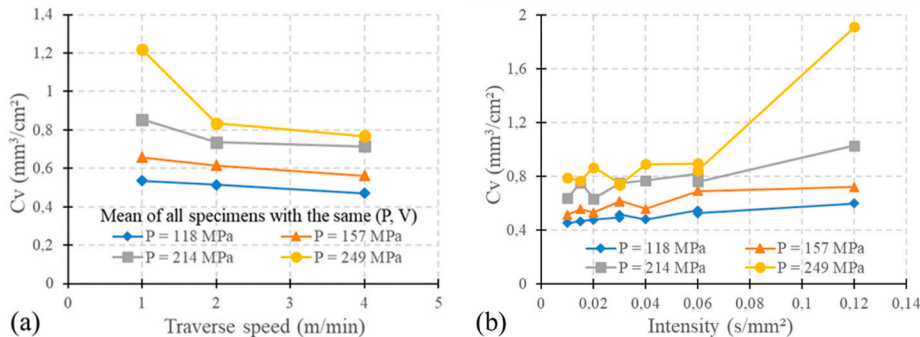 1,4
1,2
1
0,8
0,6
0,4
0,2
0
Cv (mm³/cm²)
Mean of all specimens with the same (P, V)
P = 118 MPa P = 157 MPa
P = 214 MPa P = 249 MPa
0 1 2 3 4 5
(a) Traverse speed (m/min)
2
1,6
1,2
0,8
0,4
0
Cv (mm³/cm²)
P = 118 MPa P = 157 MPa
P = 214 MPa P = 249 MPa
0 0,02 0,04 0,06 0,08 0,1 0,12 0,14
(b) Intensity (s/mm²)